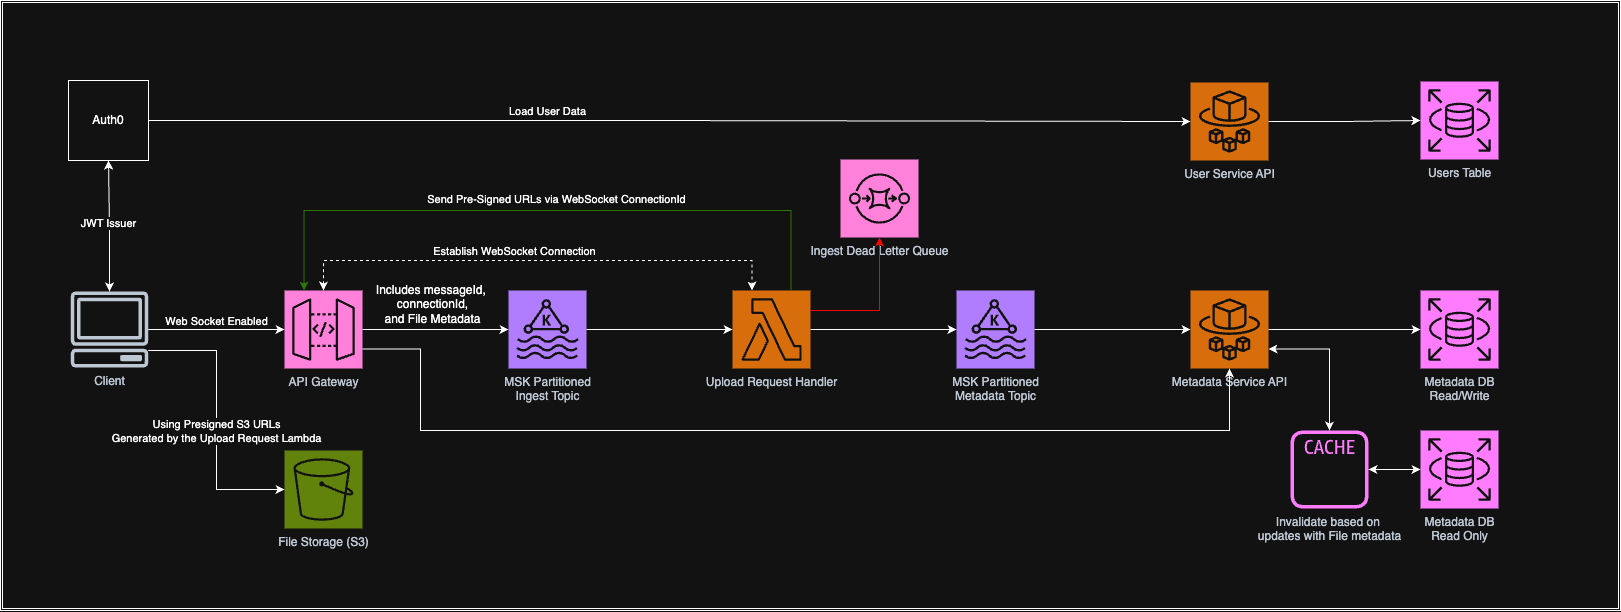 Auth0
Load User Data
User Service API
Users Table
JWT Issuer
Send Pre-Signed URLs via WebSocket ConnectionId
Ingest Dead Letter Queue
Establish WebSocket Connection
Client
Web Socket Enabled
</>
API Gateway
Includes messageId,
connectionId,
and File Metadata
K
MSK Partitioned
Ingest Topic
Upload Request Handler
K
MSK Partitioned
Metadata Topic
Metadata Service API
Metadata DB
Read/Write
Using Presigned S3 URLs
Generated by the Upload Request Lambda
File Storage (S3)
CACHE
Invalidate based on
updates with File metadata
Metadata DB
Read Only